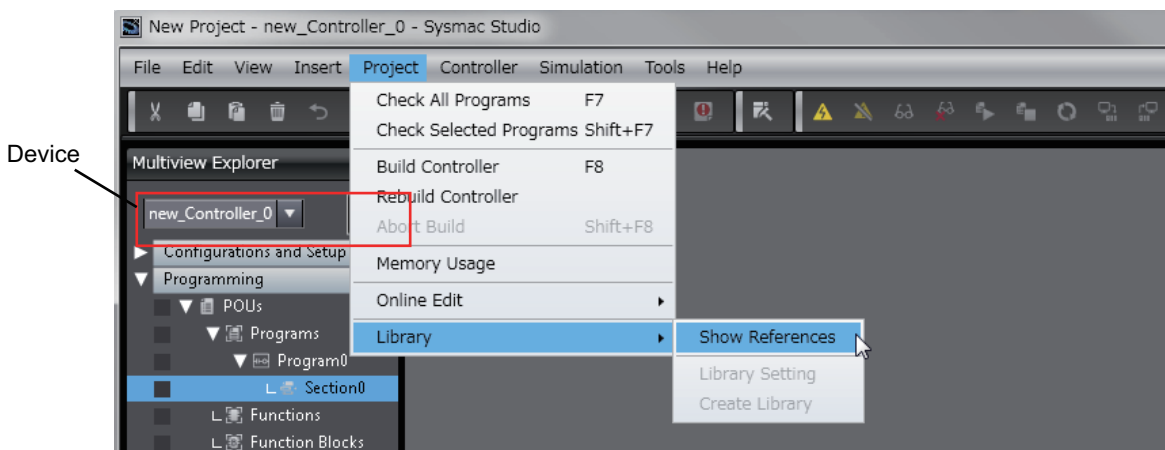 New Project - new_Controller_0 - Sysmac Studio
File Edit View Insert Project Controller Simulation Tools Help
Check All Programs F7
Check Selected Programs Shift+F7
Device
Multiview Explorer
Build Controller F8
Rebuild Controller
new_Controller_0
Abort Build Shift+F8
Configurations and Setup
Memory Usage
Programming
POUs
Online Edit
Programs
Library
Show References
Program0
Library Setting
Section0
Create Library
Functions
Function Blocks